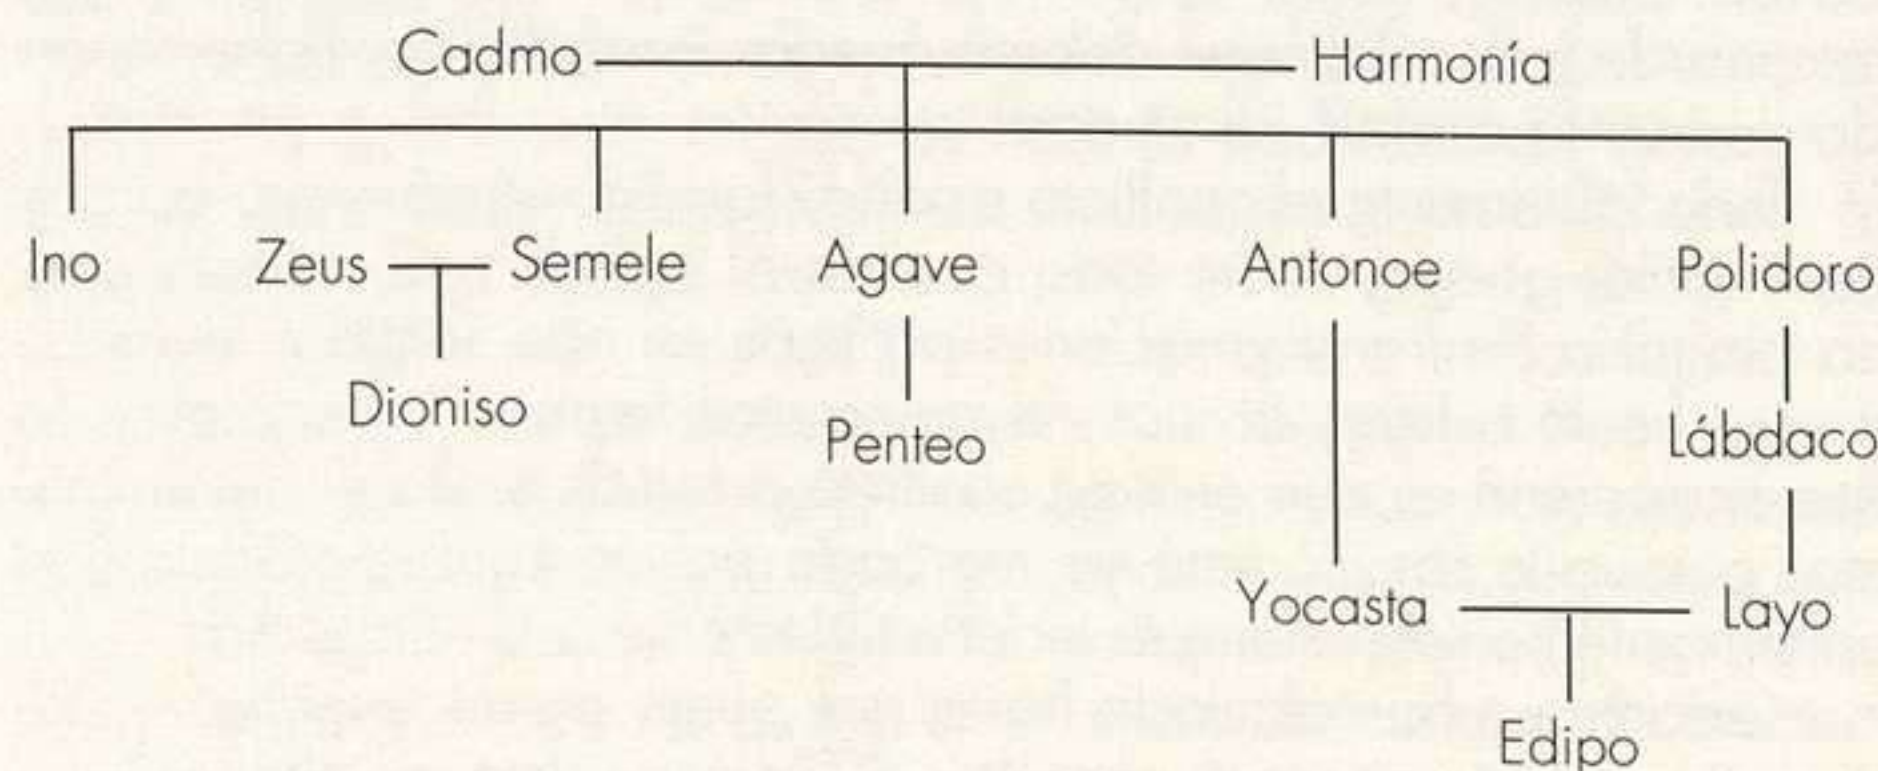 Cadmo Harmonía
Ino Zeus Semele Agave Antonoe Polidoro
Dioniso Penteo Lábdaco
Yocasta Layo
Edipo